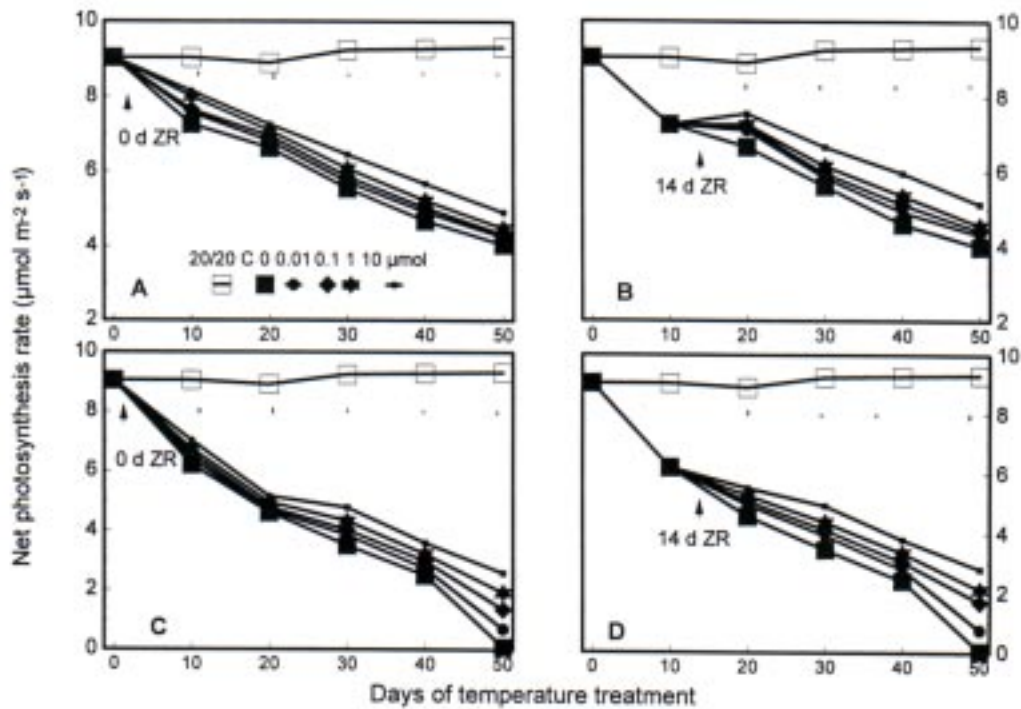 Net photosynthesis rate (µmol m-2 s-1)
10
8
6
4
2
0 d ZR
20/20 C 0 0.01 0.1 1 10 µmol
A
0 10 20 30 40 50
10
8
6
4
2
14 d ZR
B
0 10 20 30 40 50
10
8
6
4
2
0
0 d ZR
C
0 10 20 30 40 50
10
8
6
4
2
0
14 d ZR
D
0 10 20 30 40 50
Days of temperature treatment